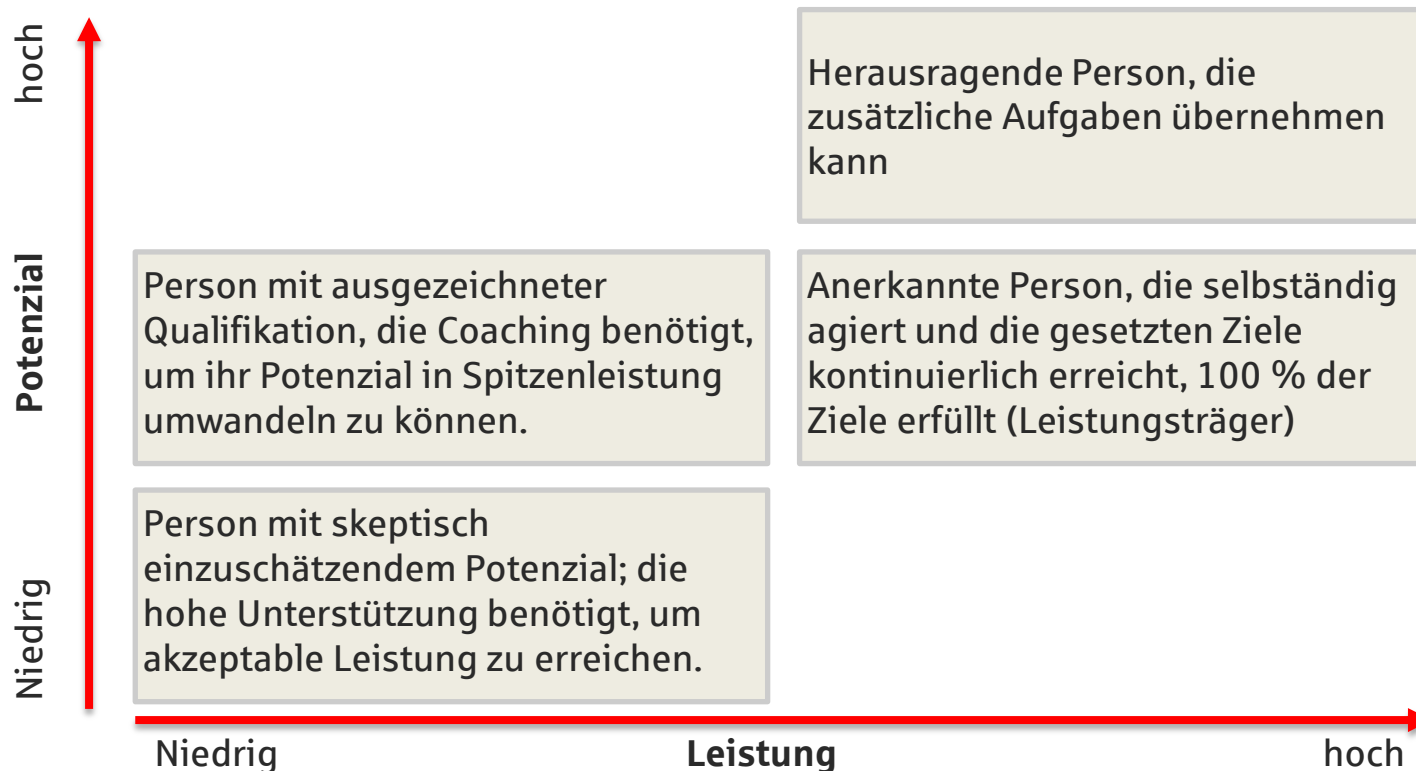 hoch
Herausragende Person, die
zusätzliche Aufgaben übernehmen
kann
Potenzial
Person mit ausgezeichneter
Qualifikation, die Coaching benötigt,
um ihr Potenzial in Spitzenleistung
umwandeln zu können.
Anerkannte Person, die selbständig
agiert und die gesetzten Ziele
kontinuierlich erreicht, 100 % der
Ziele erfüllt (Leistungsträger)
Niedrig
Person mit skeptisch
einzuschätzendem Potenzial; die
hohe Unterstützung benötigt, um
akzeptable Leistung zu erreichen.
Niedrig
Leistung
hoch